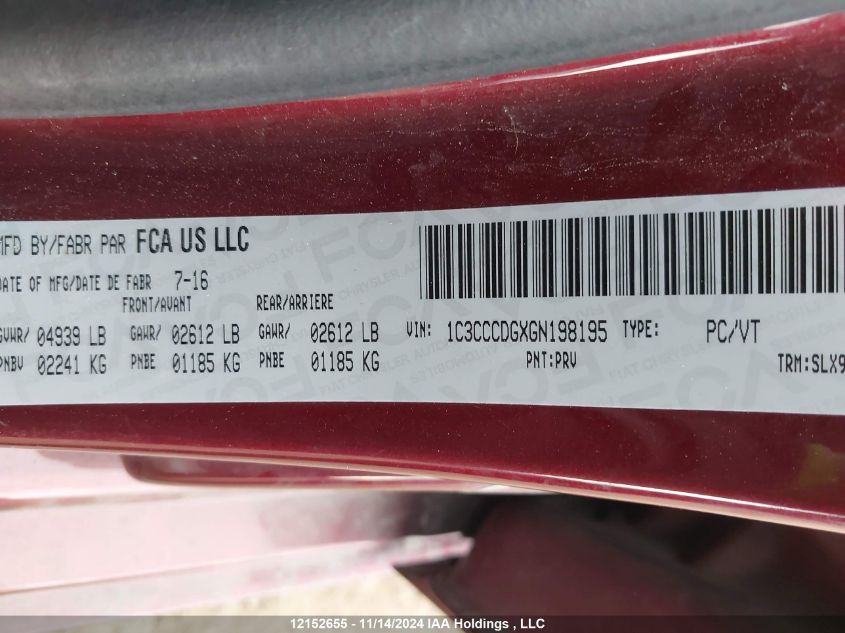 MFD BY/FABR PAR FCA US LLC
DATE OF MFG/DATE DE FABR 7-16
FRONT/AVANT REAR/ARRIERE
GVWR/ 04939 LB GAWR/ 02612 LB GAWR/ 02612 LB VIN: 1C3CCCDGXGN198195 TYPE: PC/VT
PNBV 02241 KG PNBE 01185 KG PNBE 01185 KG PNT:PRV TRM:SLX9
12152655 - 11/14/2024 IAA Holdings , LLC